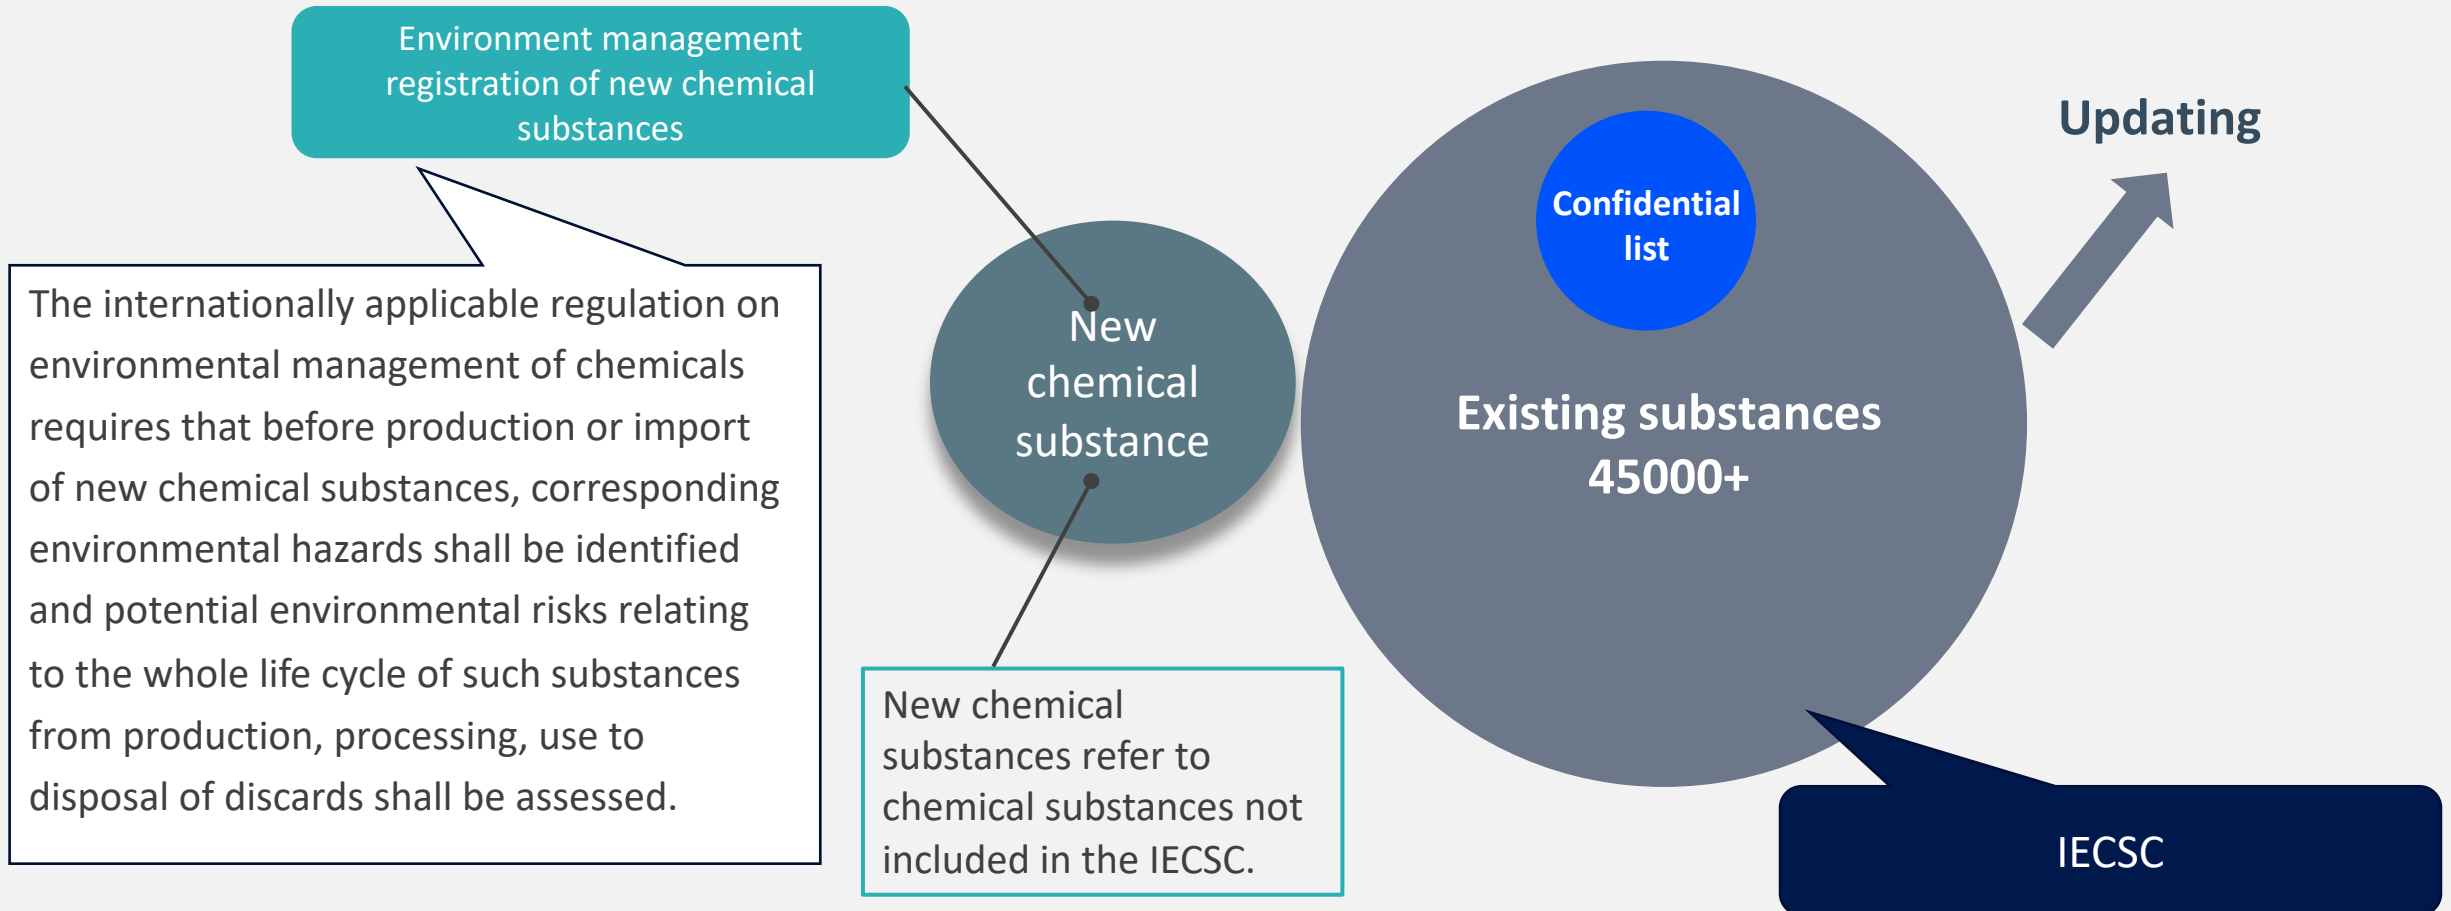 Environment management
registration of new chemical
substances
The internationally applicable regulation on
environmental management of chemicals
requires that before production or import
of new chemical substances, corresponding
environmental hazards shall be identified
and potential environmental risks relating
to the whole life cycle of such substances
from production, processing, use to
disposal of discards shall be assessed.
New
chemical
substance
New chemical
substances refer to
chemical substances not
included in the IECSC.
Confidential
list
Existing substances
45000+
Updating
IECSC